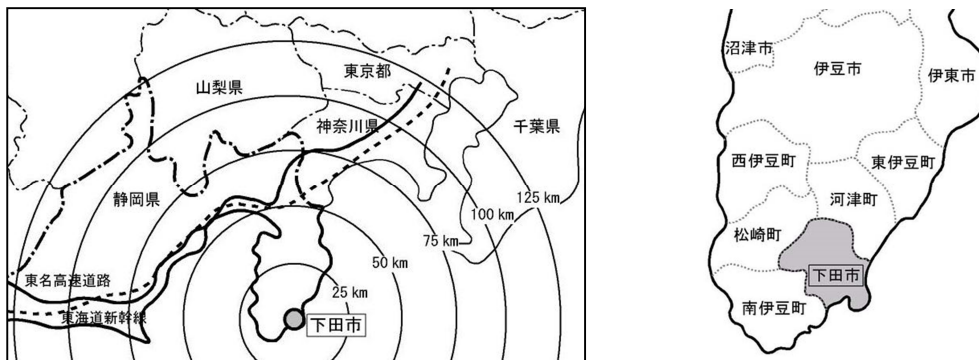 東京都
山梨県
神奈川県
千葉県
静岡県
125 km
100 km
75 km
50 km
25 km
東名高速道路
東海道新幹線
下田市
沼津市
伊豆市
伊東市
西伊豆町
東伊豆町
河津町
松崎町
下田市
南伊豆町